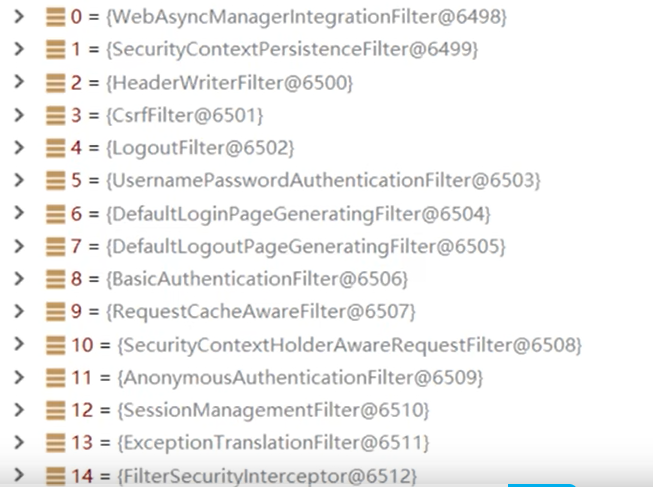 0 = {WebAsyncManagerIntegrationFilter@6498}
1 = {SecurityContextPersistenceFilter@6499}
2 = {HeaderWriterFilter@6500}
3 = {CsrfFilter@6501}
4 = {LogoutFilter@6502}
5 = {UsernamePasswordAuthenticationFilter@6503}
6 = {DefaultLoginPageGeneratingFilter@6504}
7 = {DefaultLogoutPageGeneratingFilter@6505}
8 = {BasicAuthenticationFilter@6506}
9 = {RequestCacheAwareFilter@6507}
10 = {SecurityContextHolderAwareRequestFilter@6508}
11 = {AnonymousAuthenticationFilter@6509}
12 = {SessionManagementFilter@6510}
13 = {ExceptionTranslationFilter@6511}
14 = {FilterSecurityInterceptor@6512}